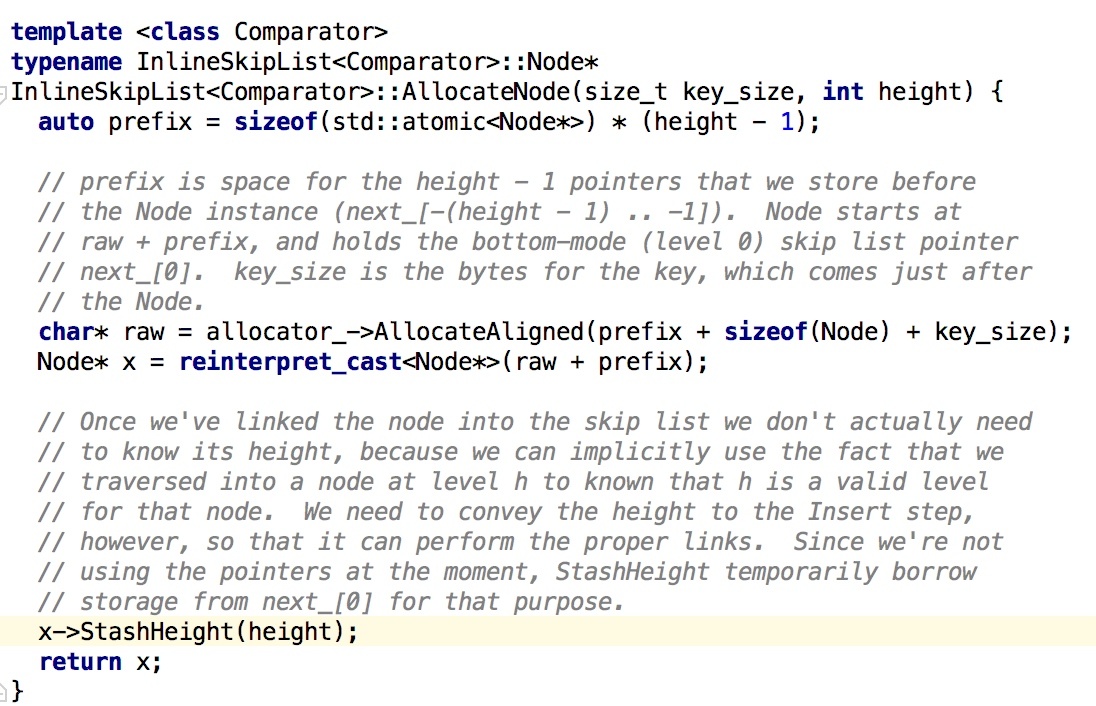 template <class Comparator>
typename InlineSkipList<Comparator>::Node*
InlineSkipList<Comparator>::AllocateNode(size_t key_size, int height) {
  auto prefix = sizeof(std::atomic<Node*>) * (height - 1);

  // prefix is space for the height - 1 pointers that we store before
  // the Node instance (next_[-(height - 1) .. -1]).  Node starts at
  // raw + prefix, and holds the bottom-mode (level 0) skip list pointer
  // next_[0].  key_size is the bytes for the key, which comes just after
  // the Node.
  char* raw = allocator_->AllocateAligned(prefix + sizeof(Node) + key_size);
  Node* x = reinterpret_cast<Node*>(raw + prefix);

  // Once we've linked the node into the skip list we don't actually need
  // to know its height, because we can implicitly use the fact that we
  // traversed into a node at level h to known that h is a valid level
  // for that node.  We need to convey the height to the Insert step,
  // however, so that it can perform the proper links.  Since we're not
  // using the pointers at the moment, StashHeight temporarily borrow
  // storage from next_[0] for that purpose.
  x->StashHeight(height);
  return x;
}